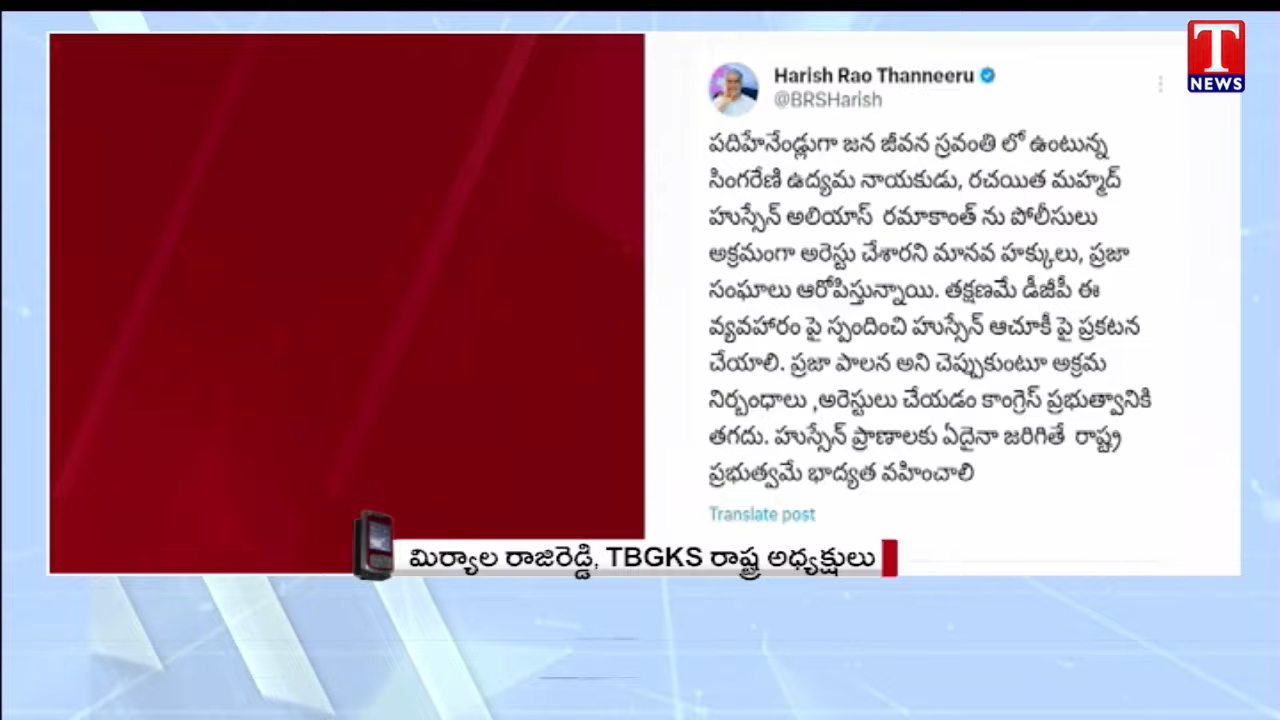 T
NEWS
Harish Rao Thanneeru
@BRSHarish
పదిహేనేండ్లుగా జన జీవన స్రవంతి లో ఉంటున్న
సింగరేణి ఉద్యమ నాయకుడు, రచయిత మహ్మద్
హుస్సేన్ అలియాస్ రమాకాంత్ ను పోలీసులు
అక్రమంగా అరెస్టు చేశారని మానవ హక్కులు, ప్రజా
సంఘాలు ఆరోపిస్తున్నాయి. తక్షణమే డీజీపీ ఈ
వ్యవహారం పై స్పందించి హుస్సేన్ ఆచూకీ పై ప్రకటన
చేయాలి. ప్రజా పాలన అని చెప్పుకుంటూ అక్రమ
నిర్బంధాలు ,అరెస్టులు చేయడం కాంగ్రెస్ ప్రభుత్వానికి
తగదు. హుస్సేన్ ప్రాణాలకు ఏదైనా జరిగితే రాష్ట్ర
ప్రభుత్వమే భాద్యత వహించాలి
Translate post
మిర్యాల రాజిరెడ్డి, TBGKS రాష్ట్ర అధ్యక్షులు